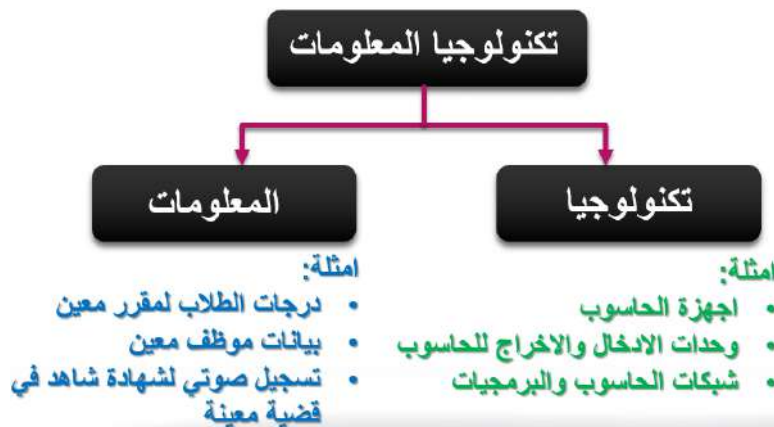 تكنولوجيا المعلومات
تكنولوجيا
المعلومات
امثلة:
• اجهزة الحاسوب
• وحدات الادخال والاخراج للحاسوب
• شبكات الحاسوب والبرمجيات
امثلة:
• درجات الطلاب لمقرر معين
• بيانات موظف معين
• تسجيل صوتي لشهادة شاهد في
قضية معينة